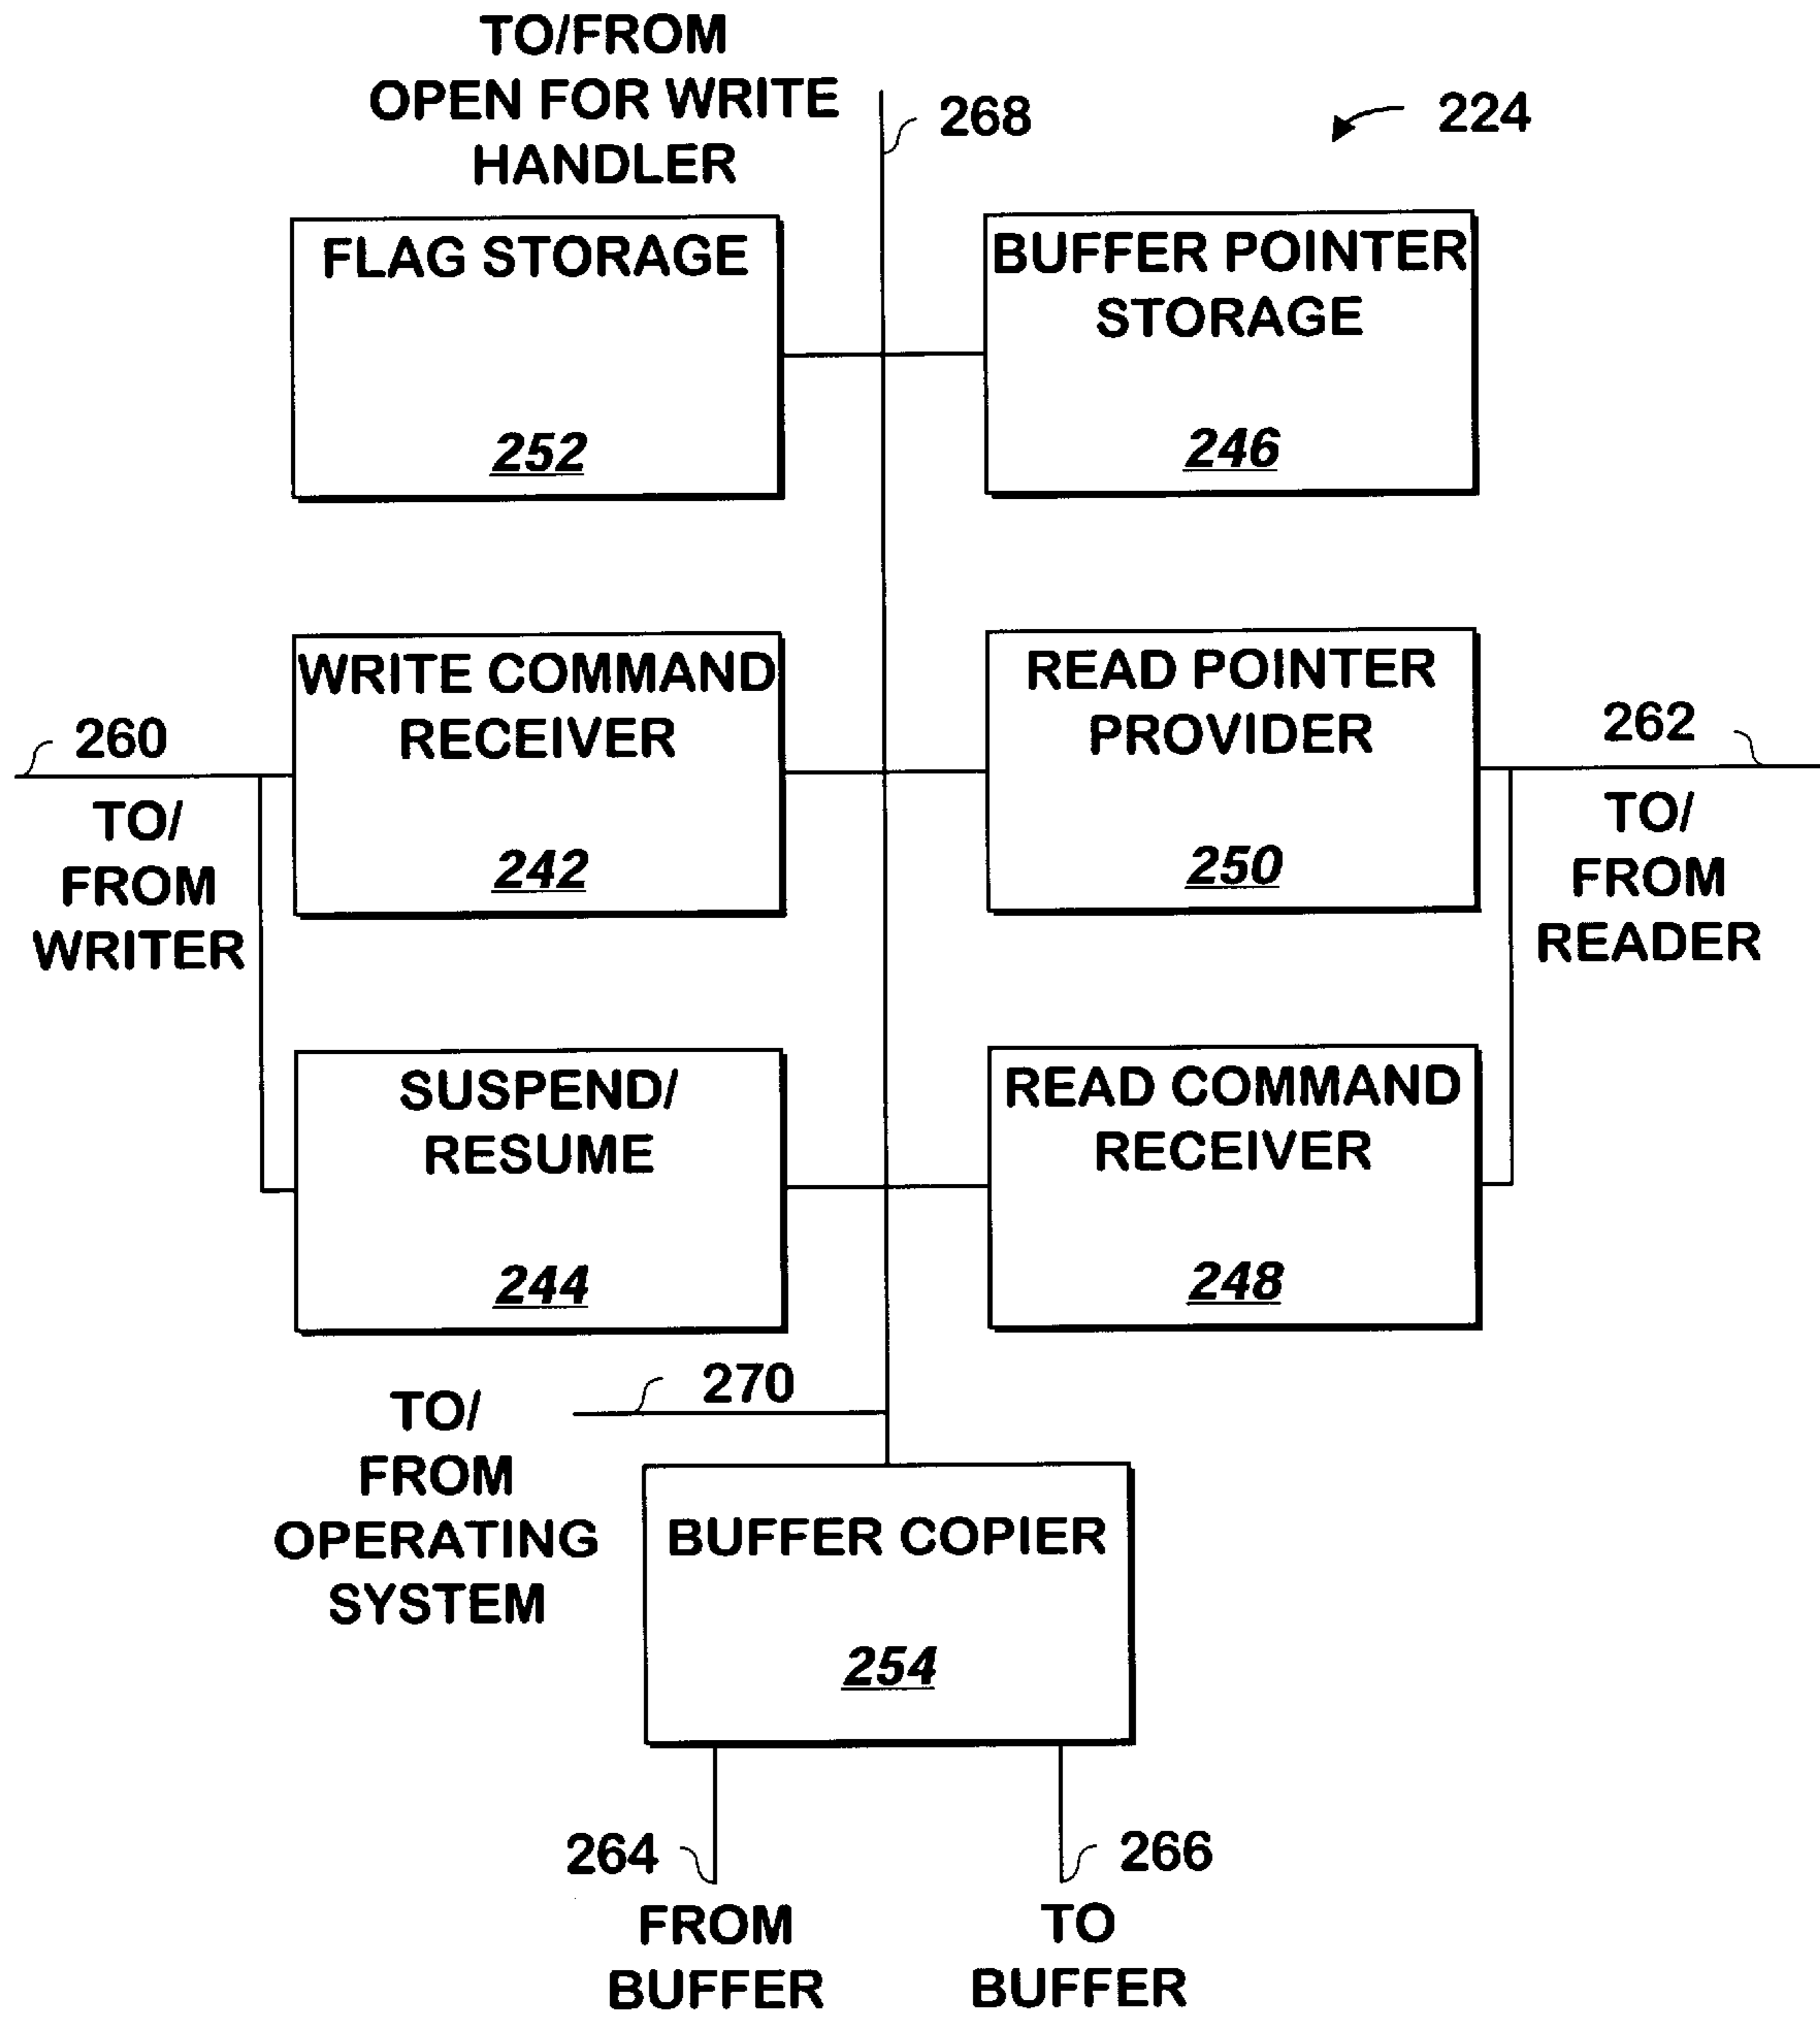 TO/FROM
OPEN FOR WRITE
HANDLER
268
224
FLAG STORAGE
252
BUFFER POINTER
STORAGE
246
260
TO/
FROM
WRITER
WRITE COMMAND
RECEIVER
242
READ POINTER
PROVIDER
250
262
TO/
FROM
READER
SUSPEND/
RESUME
244
READ COMMAND
RECEIVER
248
270
TO/
FROM
OPERATING
SYSTEM
BUFFER COPIER
254
264
FROM
BUFFER
266
TO
BUFFER